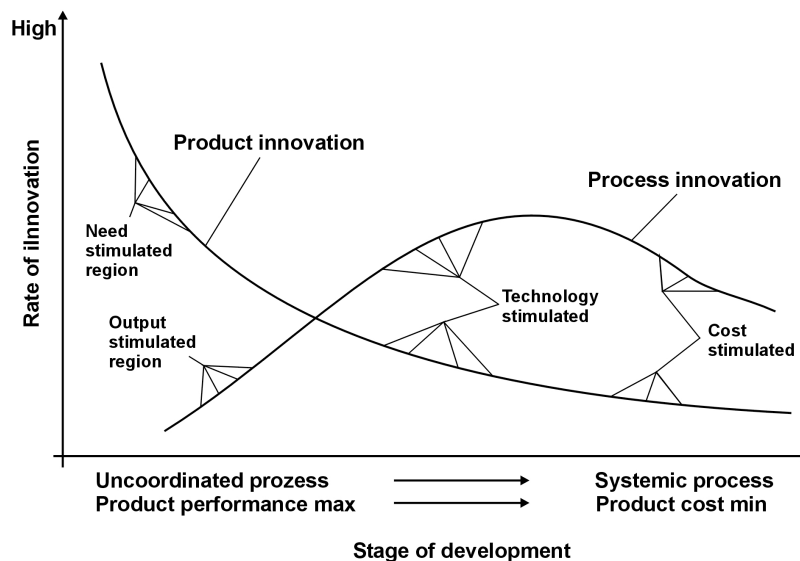 High
Product innovation
Process innovation
Need
stimulated
region
Output
stimulated
region
Technology
stimulated
Cost
stimulated
Rate of iInnovation
Uncoordinated prozess
Systemic process
Product performance max
Product cost min
Stage of development